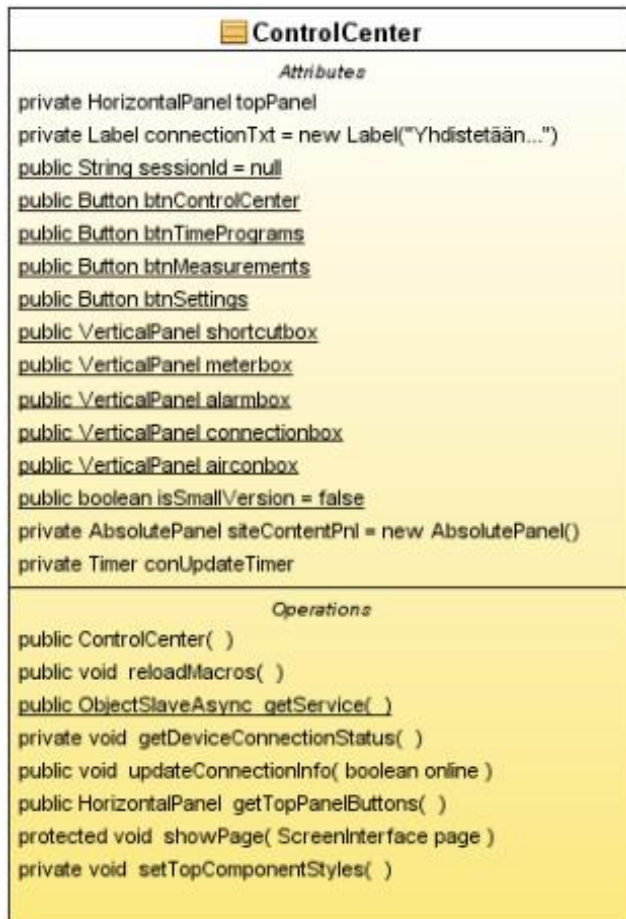 ControlCenter
Attributes
private HorizontalPanel topPanel
private Label connectionTxt = new Label("Yhdistetään...")
public String sessionId = null
public Button btnControlCenter
public Button btnTimePrograms
public Button btnMeasurements
public Button btnSettings
public VerticalPanel shortcutbox
public VerticalPanel meterbox
public VerticalPanel alarmbox
public VerticalPanel connectionbox
public VerticalPanel airconbox
public boolean isSmallVersion = false
private AbsolutePanel siteContentPnl = new AbsolutePanel()
private Timer conUpdateTimer
Operations
public ControlCenter( )
public void reloadMacros( )
public ObjectSlaveAsync getService( )
private void getDeviceConnectionStatus( )
public void updateConnectionInfo( boolean online )
public HorizontalPanel getTopPanelButtons( )
protected void showPage( ScreenInterface page )
private void setTopComponentStyles( )